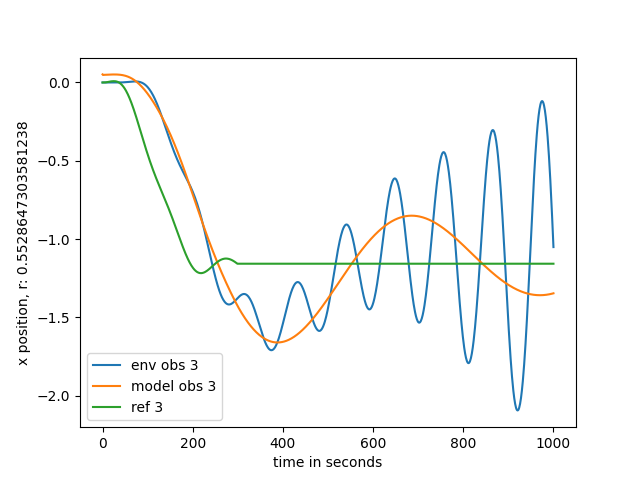 0.0
−0.5
−1.0
−1.5
−2.0
x position, r: 0.5528647303581238
env obs 3
model obs 3
ref 3
0 200 400 600 800 1000
time in seconds